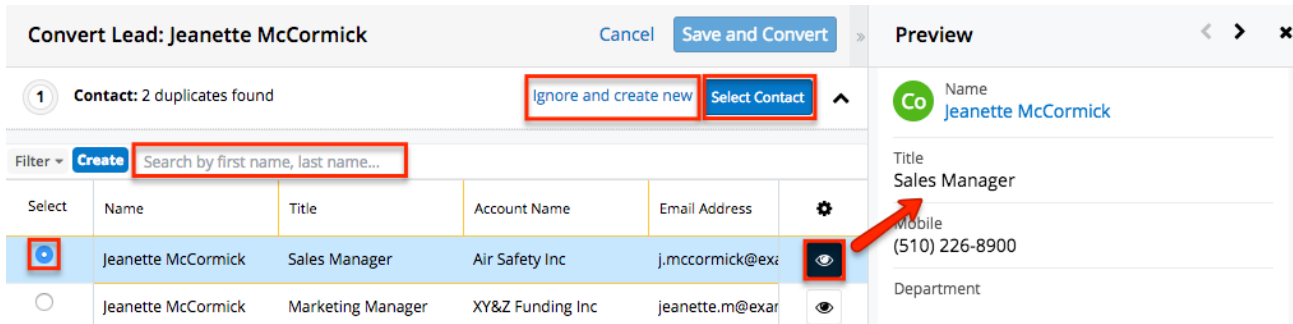 Convert Lead: Jeanette McCormick Cancel Save and Convert »
1 Contact: 2 duplicates found Ignore and create new Select Contact
Filter Create Search by first name, last name...
Select Name Title Account Name Email Address
Jeanette McCormick Sales Manager Air Safety Inc j.mccormick@exa
Jeanette McCormick Marketing Manager XY&Z Funding Inc jeanette.m@exar
Preview
Co Name
Jeanette McCormick
Title
Sales Manager
Mobile
(510) 226-8900
Department